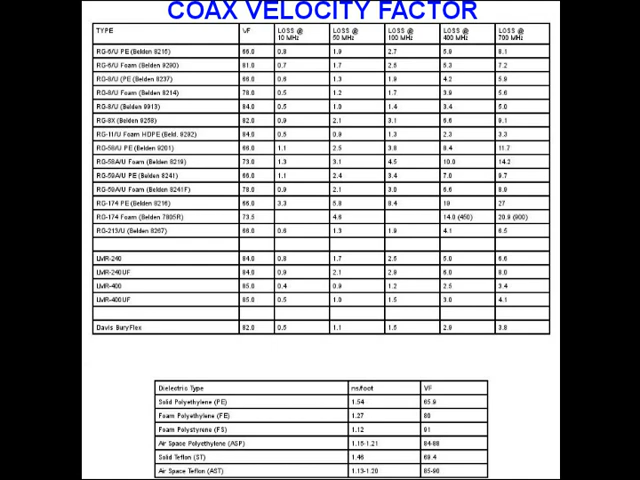 COAX VELOCITY FACTOR
TYPE VF LOSS @ 10 MHz LOSS @ 50 MHz LOSS @ 100 MHz LOSS @ 400 MHz LOSS @ 700 MHz
RG-6/U PE (Belden 8215) 66.0 0.8 1.9 2.7 5.9 8.1
RG-6/U Foam (Belden 9290) 81.0 0.7 1.7 2.5 5.3 7.2
RG-8/U (PE (Belden 8237) 66.0 0.6 1.3 1.9 4.2 5.9
RG-8/U Foam (Belden 8214) 78.0 0.5 1.2 1.7 3.9 5.6
RG-8/U (Belden 9913) 84.0 0.5 1.0 1.4 3.4 5.0
RG-8X (Belden 9258) 82.0 0.9 2.1 3.1 6.6 9.1
RG-11/U Foam HDPE (Beld. 9292) 84.0 0.5 0.9 1.3 2.3 3.3
RG-58/U PE (Belden 9201) 66.0 1.1 2.5 3.8 8.4 11.7
RG-58A/U Foam (Belden 8219) 73.0 1.3 3.1 4.5 10.0 14.2
RG-59A/U PE (Belden 8241) 66.0 1.1 2.4 3.4 7.0 9.7
RG-59A/U Foam (Belden 8241F) 78.0 0.9 2.1 3.0 6.6 8.9
RG-174 PE (Belden 8216) 66.0 3.3 5.8 8.4 19 27
RG-174 Foam (Belden 7805R) 73.5 4.6 14.0 (450) 20.9 (900)
RG-213/U (Belden 8267) 66.0 0.6 1.3 1.9 4.1 6.5
LMR-240 84.0 0.8 1.7 2.5 5.0 6.6
LMR-240UF 84.0 0.9 2.1 2.9 6.0 8.0
LMR-400 85.0 0.4 0.9 1.2 2.5 3.4
LMR-400UF 85.0 0.5 1.0 1.5 3.0 4.1
Davis BuryFlex 82.0 0.5 1.1 1.5 2.9 3.8
Dielectric Type ns/foot VF
Solid Polyethylene (PE) 1.54 65.9
Foam Polyethylene (FE) 1.27 80
Foam Polystyrene (FS) 1.12 91
Air Space Polyethylene (ASP) 1.15-1.21 84-88
Solid Teflon (ST) 1.46 69.4
Air Space Teflon (AST) 1.13-1.20 85-90